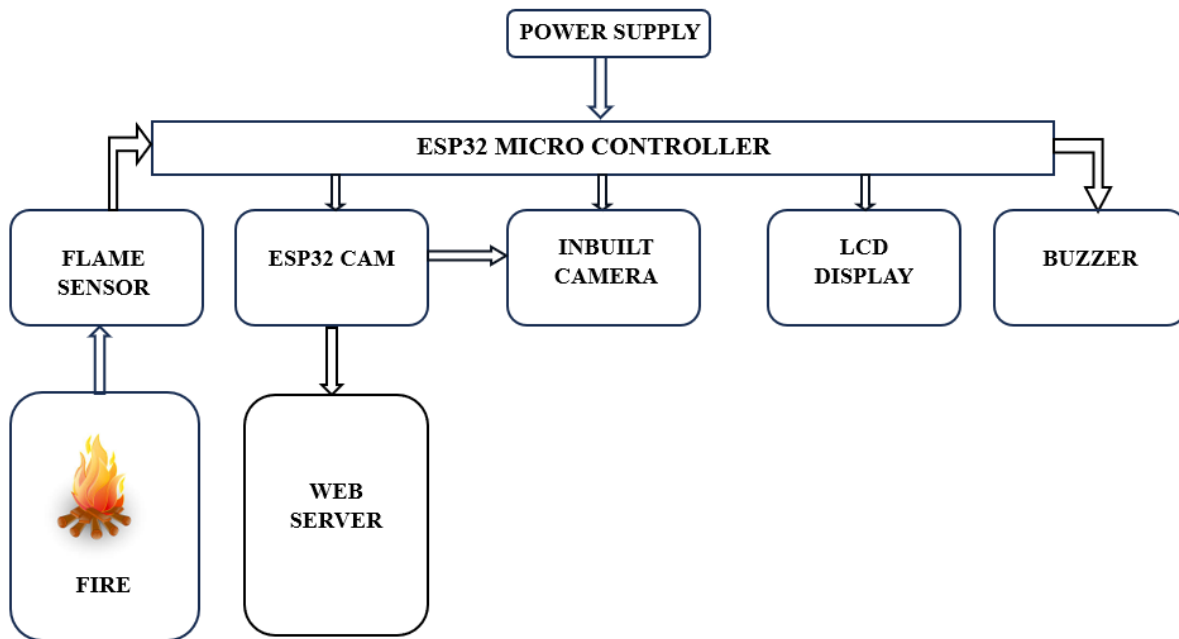 POWER SUPPLY
ESP32 MICRO CONTROLLER
FLAME
SENSOR
ESP32 CAM
INBUILT
CAMERA
LCD
DISPLAY
BUZZER
FIRE
WEB
SERVER